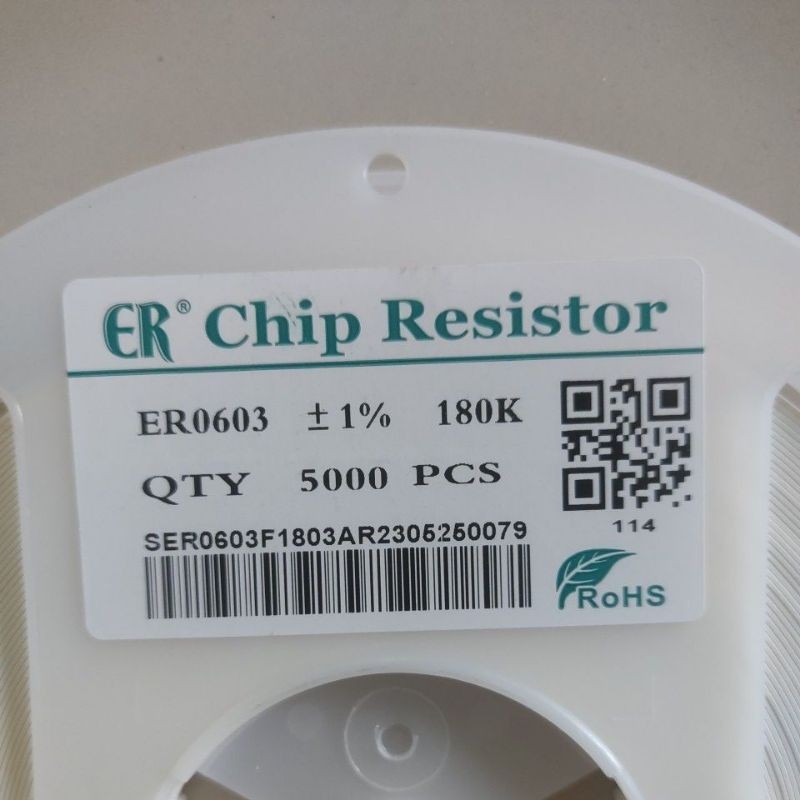 ER® Chip Resistor
ER0603 ±1% 180K
QTY 5000 PCS
SER0603F1803AR2305250079
114
RoHS